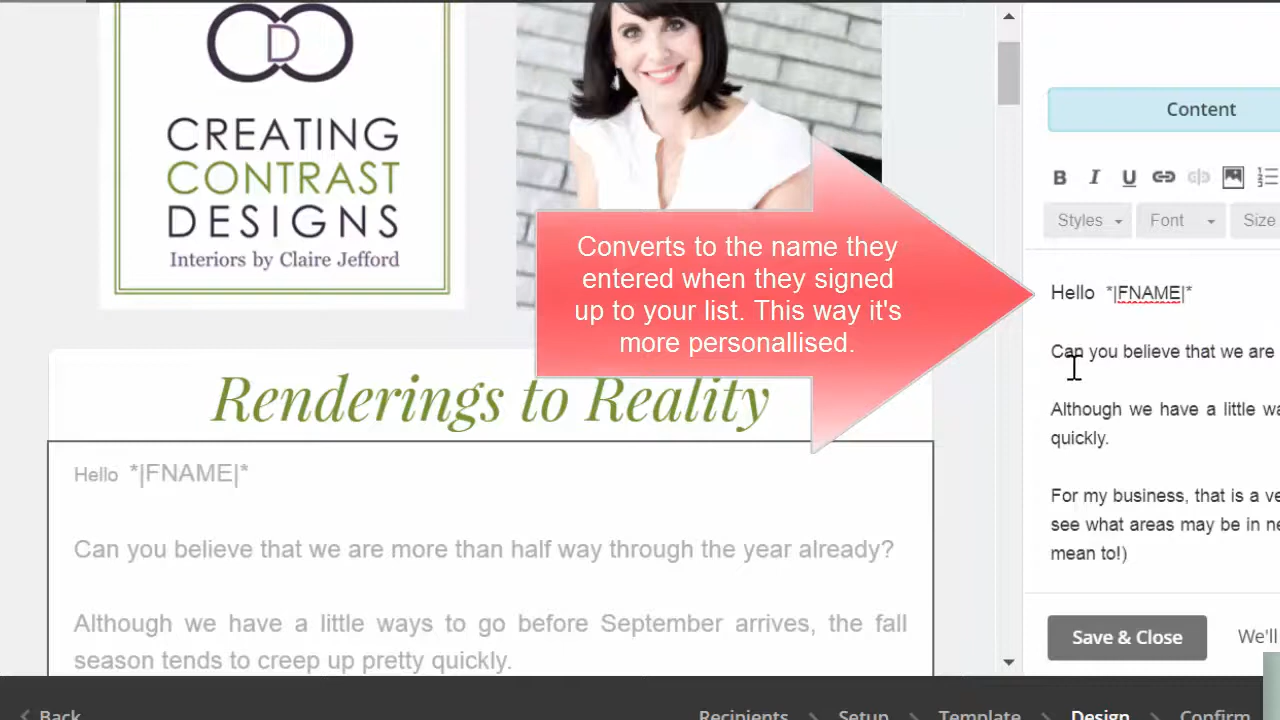 D
CREATING
CONTRAST
DESIGNS
Interiors by Claire Jefford
Converts to the name they
entered when they signed
up to your list. This way it's
more personallised.
Renderings to Reality
Hello *|FNAME|*
Can you believe that we are more than half way through the year already?
Although we have a little ways to go before September arrives, the fall
season tends to creep up pretty quickly.
Content
B I U
Styles Font Size
Hello *|FNAME|*
Can you believe that we are
Although we have a little wa
quickly.
For my business, that is a ve
see what areas may be in ne
mean to!)
Save & Close We'll
Back Recipients Setup Template Design Confirm